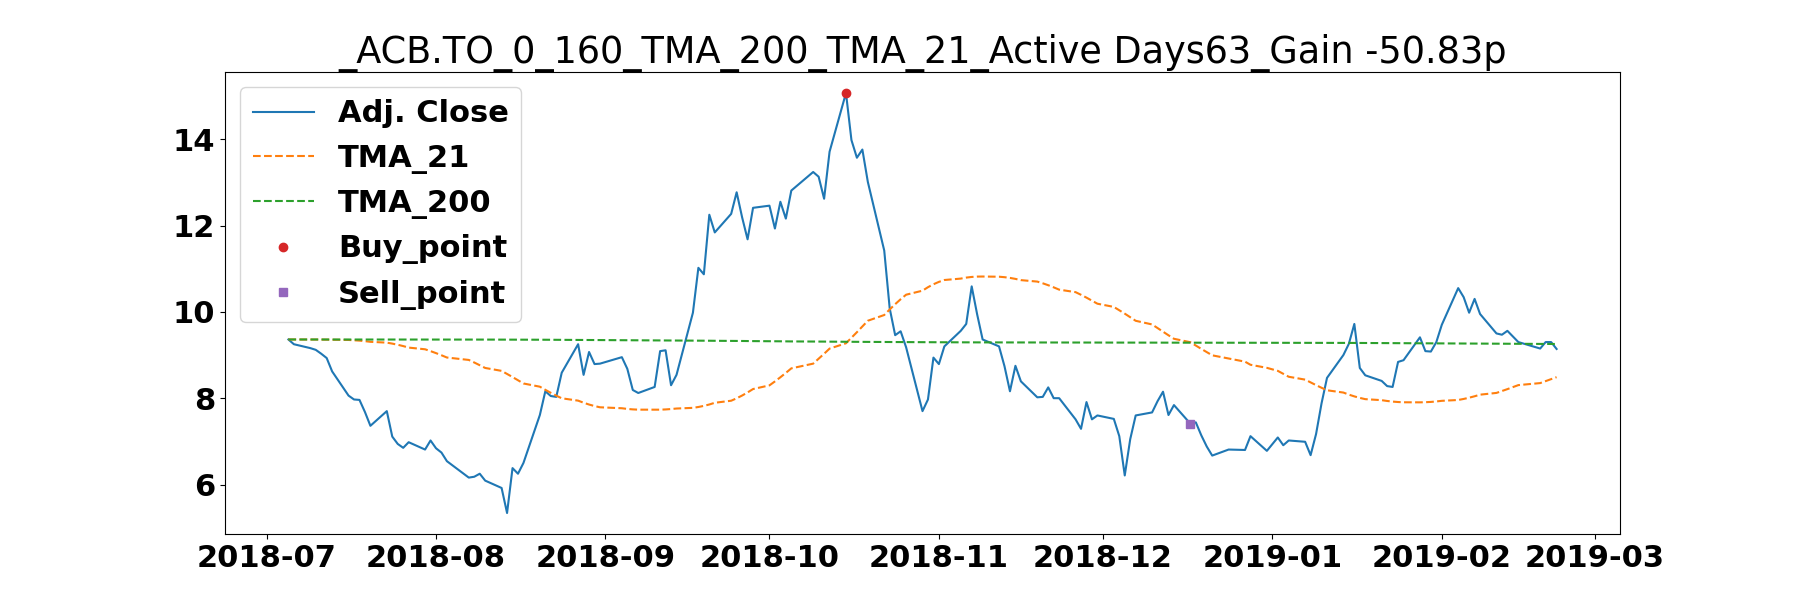 _ACB.TO_0_160_TMA_200_TMA_21_Active Days63_Gain -50.83p
Adj. Close
TMA_21
TMA_200
Buy_point
Sell_point
14
12
10
8
6
2018-07 2018-08 2018-09 2018-10 2018-11 2018-12 2019-01 2019-02 2019-03